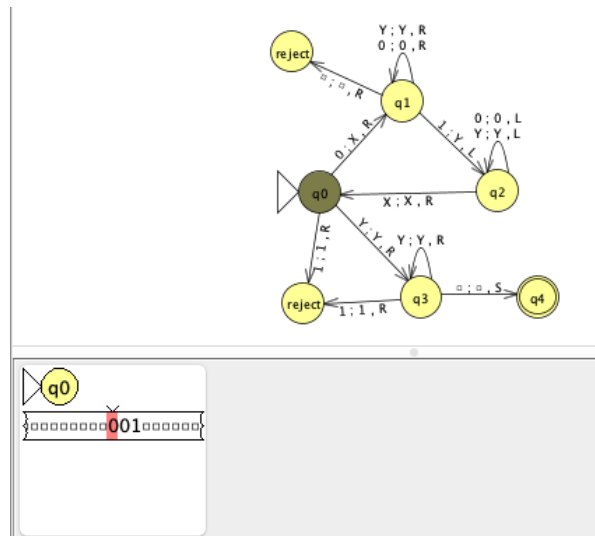 Y;Y,R
0;0,R
reject
□;□,R
q1
0;X,R
1;Y,L
0;0,L
Y;Y,L
q0
X;X,R
q2
1;1,R
Y;Y,R
Y;Y,R
reject
1;1,R
q3
□;□,S
q4
q0
□□□□□□□□001□□□□□□